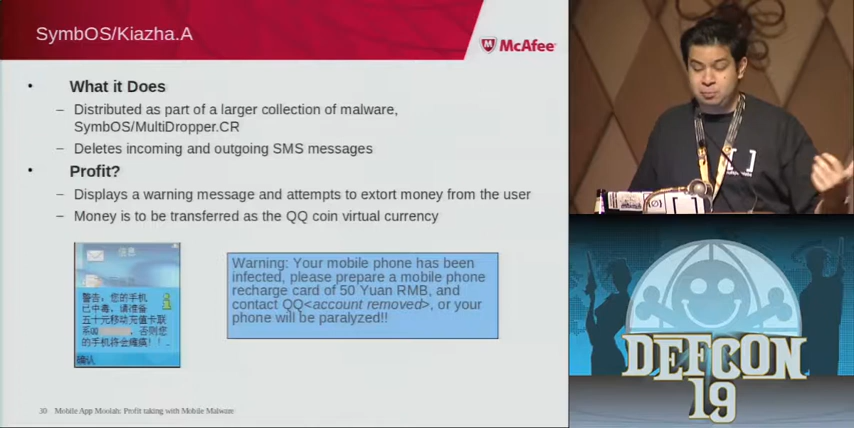 SymbOS/Kiazha.A
McAfee
What it Does
Distributed as part of a larger collection of malware,
SymbOS/MultiDropper.CR
Deletes incoming and outgoing SMS messages
Profit?
Displays a warning message and attempts to extort money from the user
Money is to be transferred as the QQ coin virtual currency
信息
警告：您的手机
已中毒，请准备
五十元移动充值卡联
系QQ
，否则您
的手机将会瘫痪！！
确认
Warning: Your mobile phone has been
infected, please prepare a mobile phone
recharge card of 50 Yuan RMB, and
contact QQ<account removed>, or your
phone will be paralyzed!!
30 Mobile App Moolah: Profit taking with Mobile Malware
[ ]
DEFCON
19